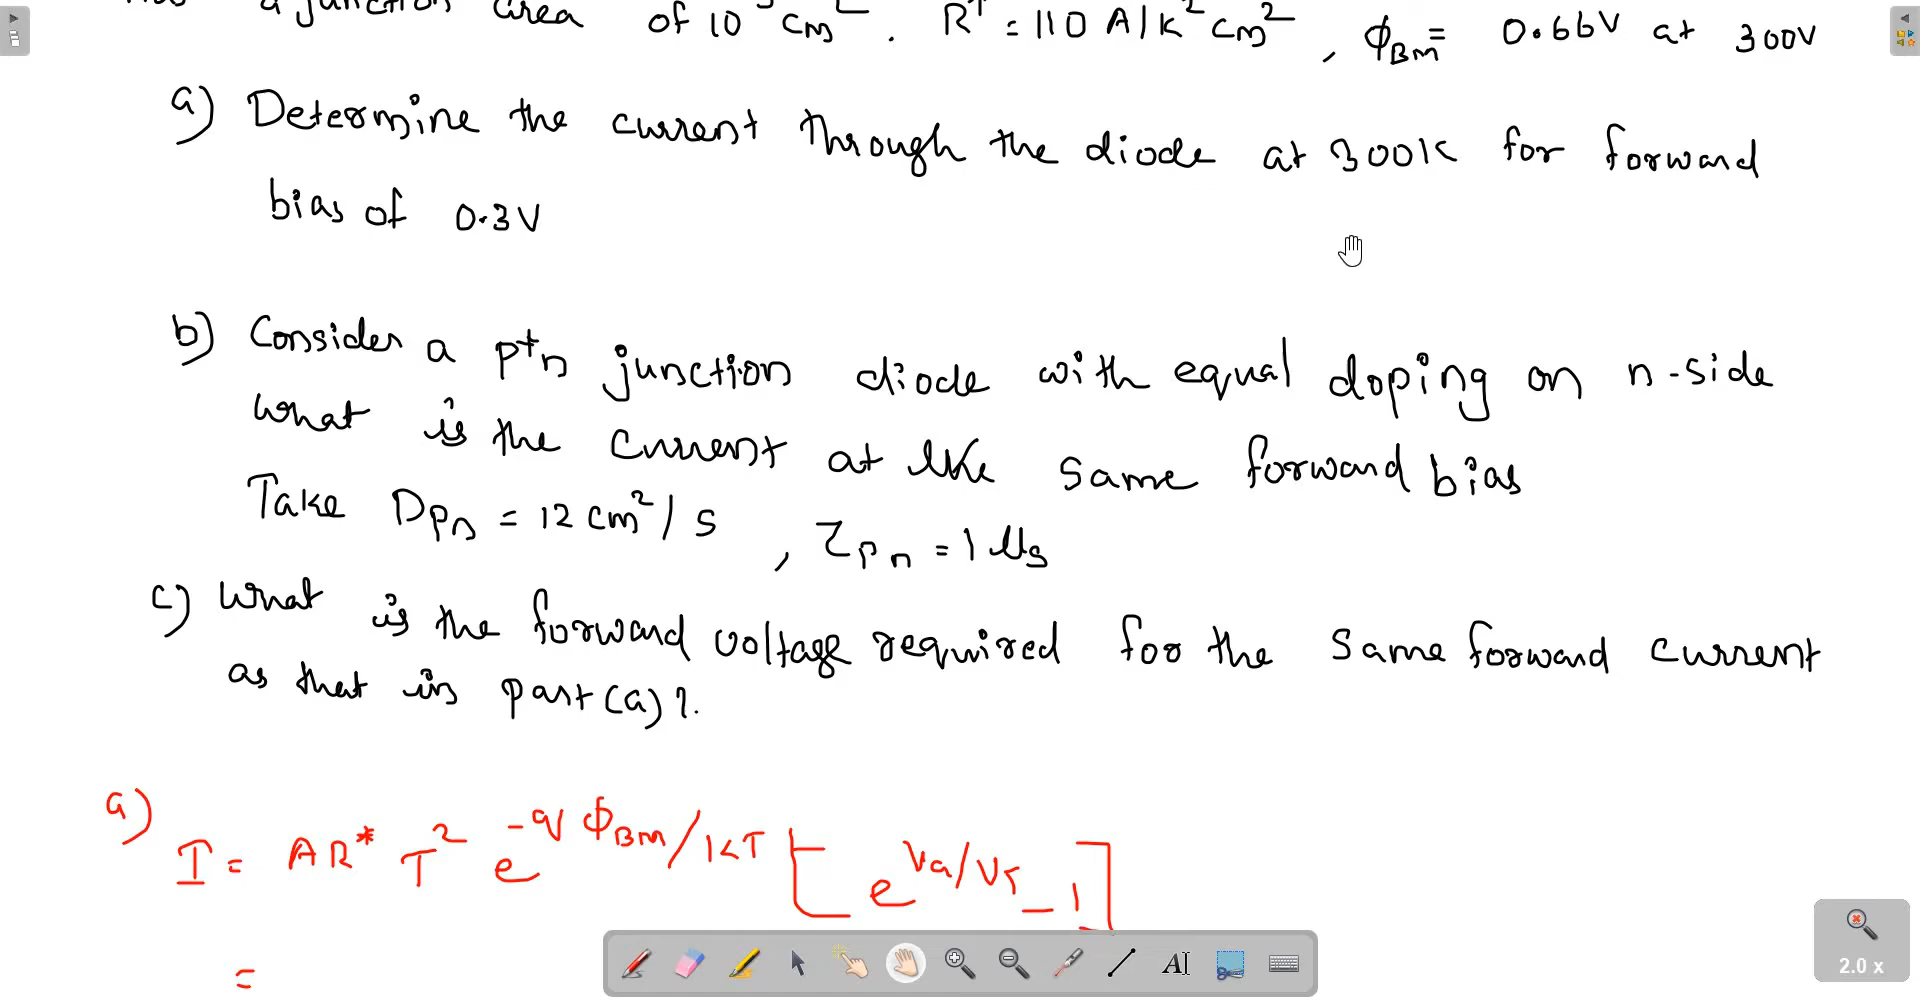 a junction area of 10⁻³ cm². R* = 110 A/K² cm², ϕBm = 0.66V at 300V
a) Determine the current through the diode at 300K for forward
bias of 0.3V
b) Consider a p⁺n junction diode with equal doping on n-side
what is the current at the same forward bias
Take Dpn = 12 cm²/s, τpn = 1 μs
c) what is the forward voltage required for the same forward current
as that in part (a)?
a) I = AR* T² e^-qϕBm/KT [e^Va/VT - 1]
=
AI
2.0 x